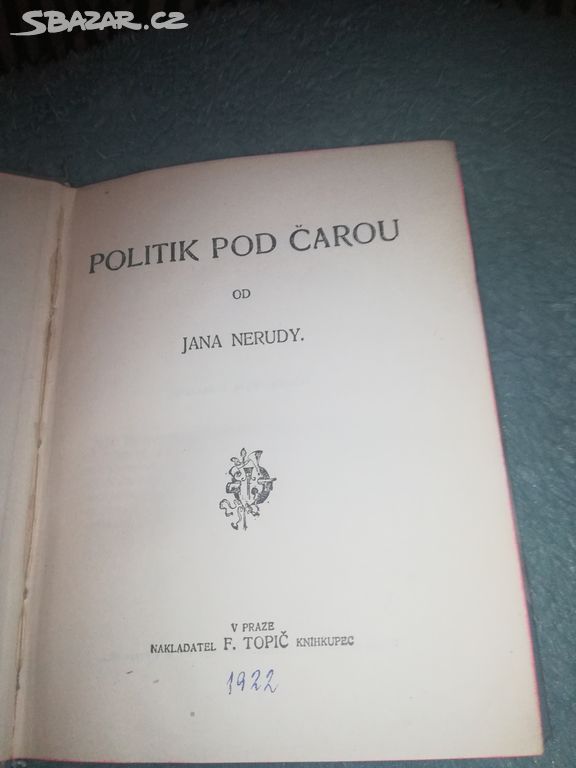 SBAZAR.CZ
POLITIK POD ČAROU
OD
JANA NERUDY.
V PRAZE
NAKLADATEL F. TOPIČ KNIHKUPEC
1922